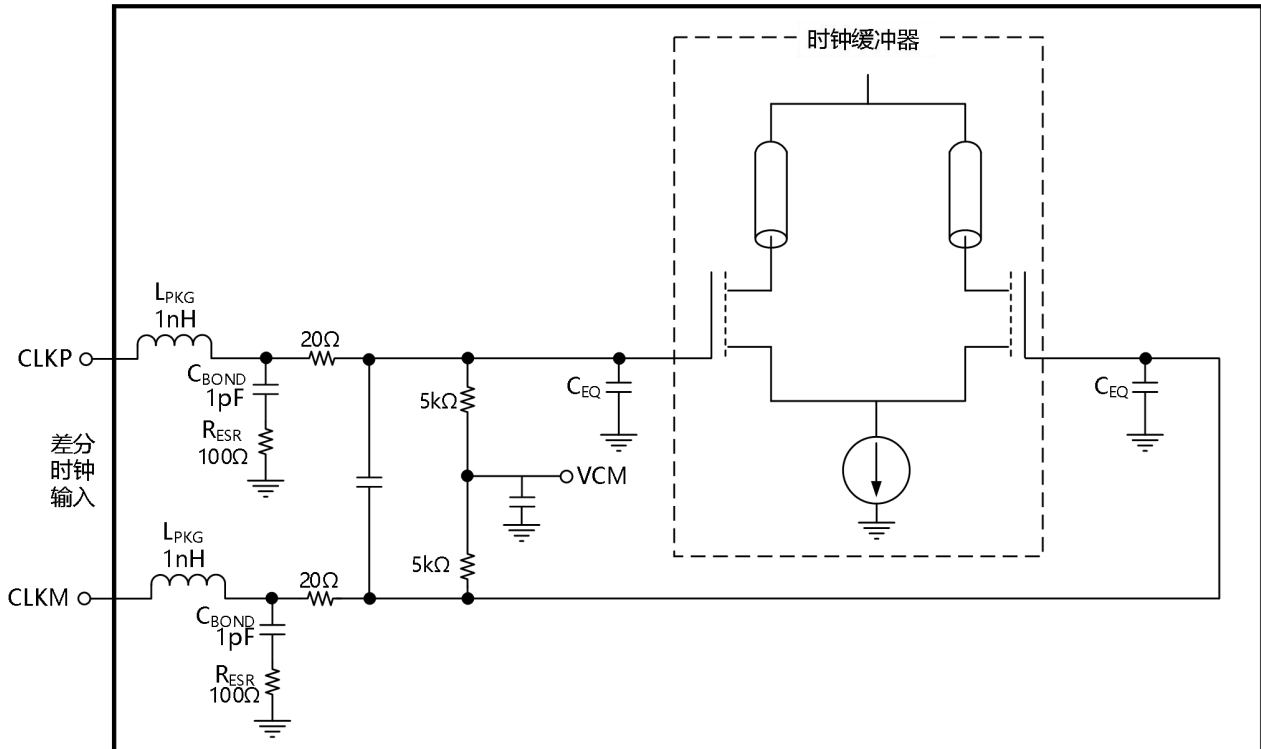 时钟缓冲器
LPKG
1nH
CLKP
20Ω
CBOND
1pF
RESR
100Ω
5kΩ
CEQ
CEQ
差分
时钟
输入
VCM
LPKG
1nH
5kΩ
CLKM
20Ω
CBOND
1pF
RESR
100Ω